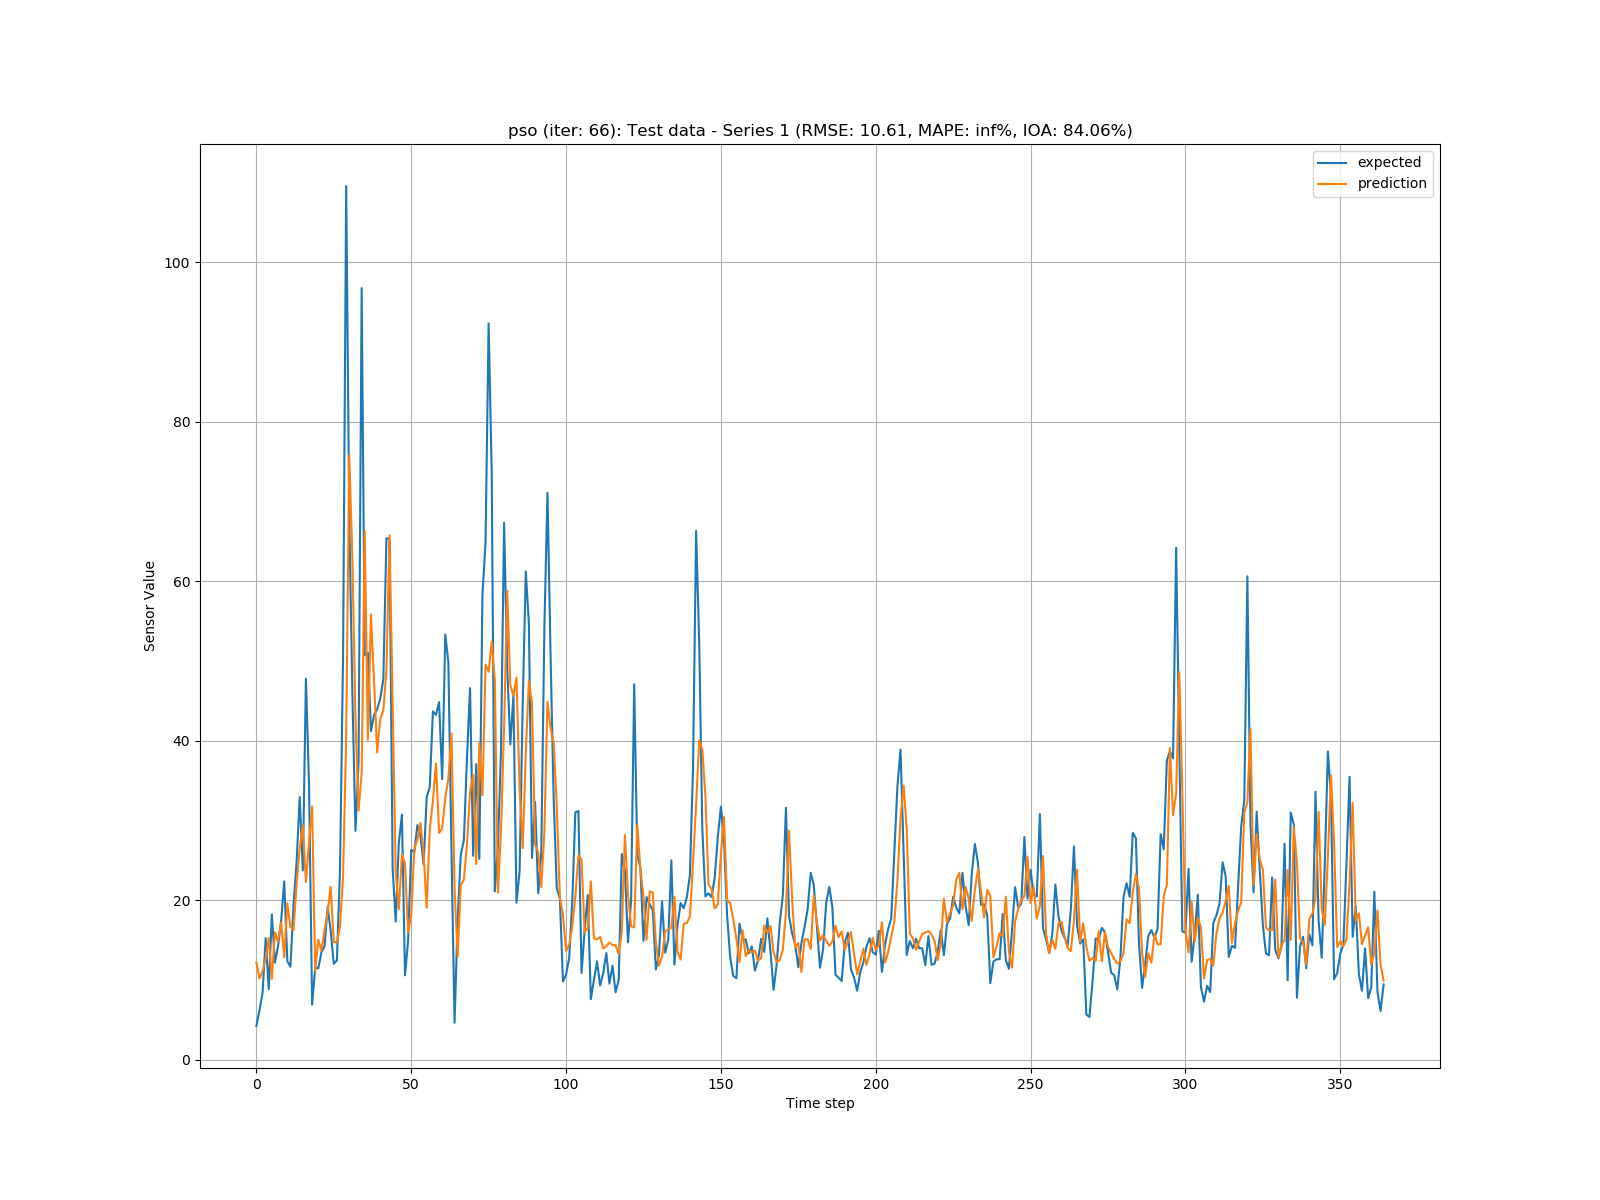 pso (iter: 66): Test data - Series 1 (RMSE: 10.61, MAPE: inf%, IOA: 84.06%)
expected
prediction
Sensor Value
100
80
60
40
20
0
0 50 100 150 200 250 300 350
Time step